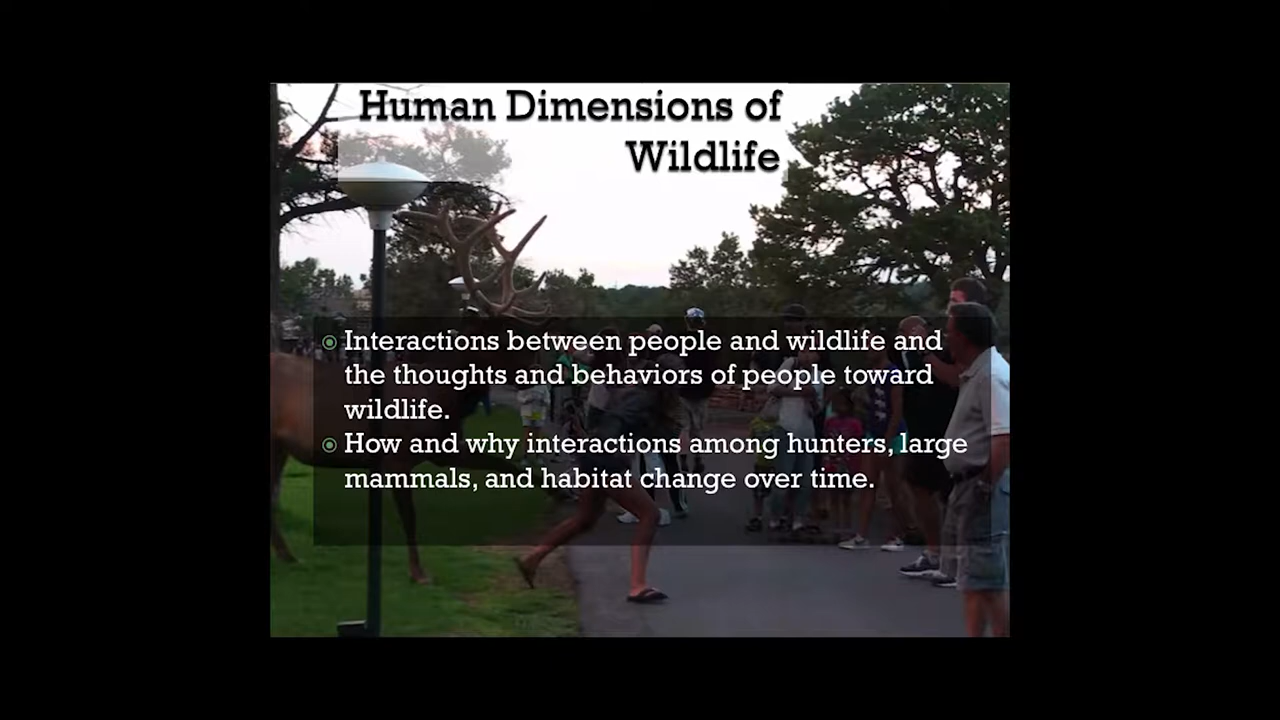 Human Dimensions of
Wildlife
Interactions between people and wildlife and
the thoughts and behaviors of people toward
wildlife.
How and why interactions among hunters, large
mammals, and habitat change over time.